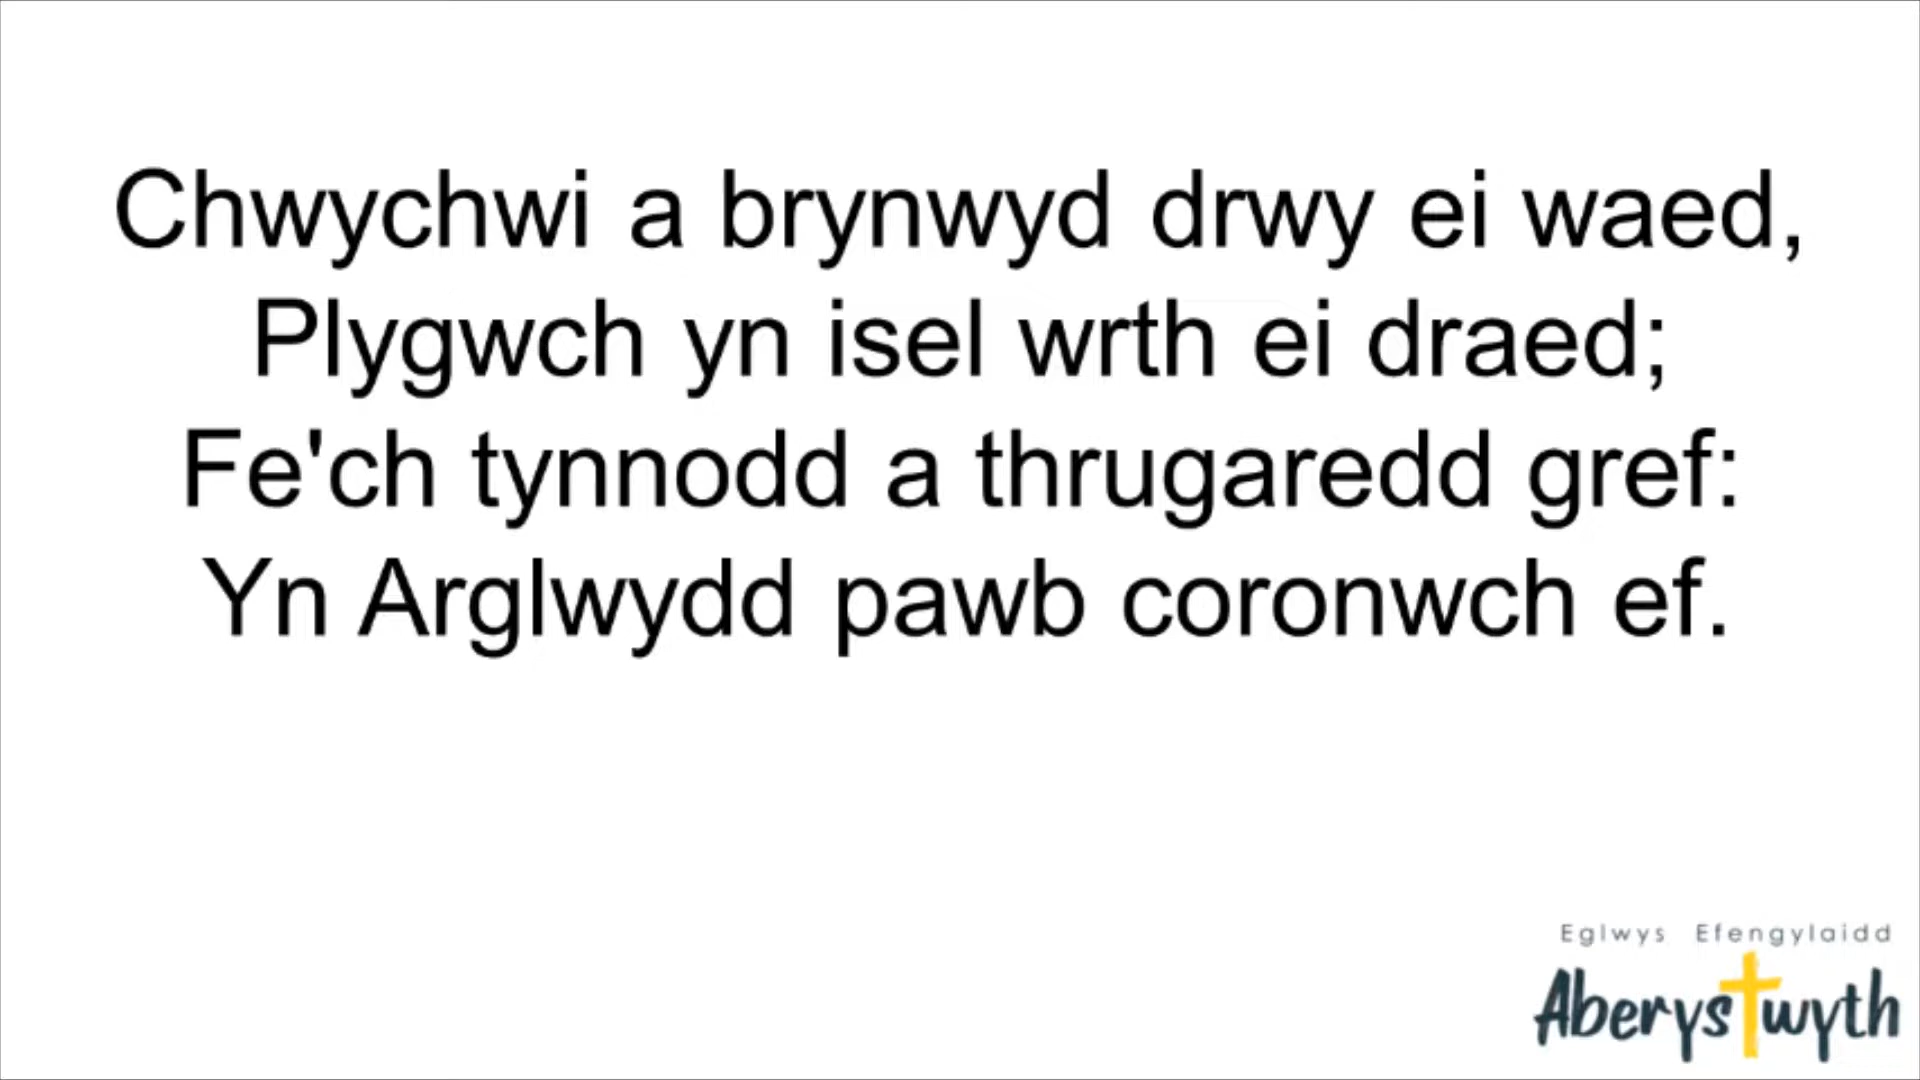 Chwychwi a brynwyd drwy ei waed,
Plygwch yn isel wrth ei draed;
Fe'ch tynnodd a thrugaredd gref:
Yn Arglwydd pawb coronwch ef.
Eglwys Efengylaidd
Aberystwyth